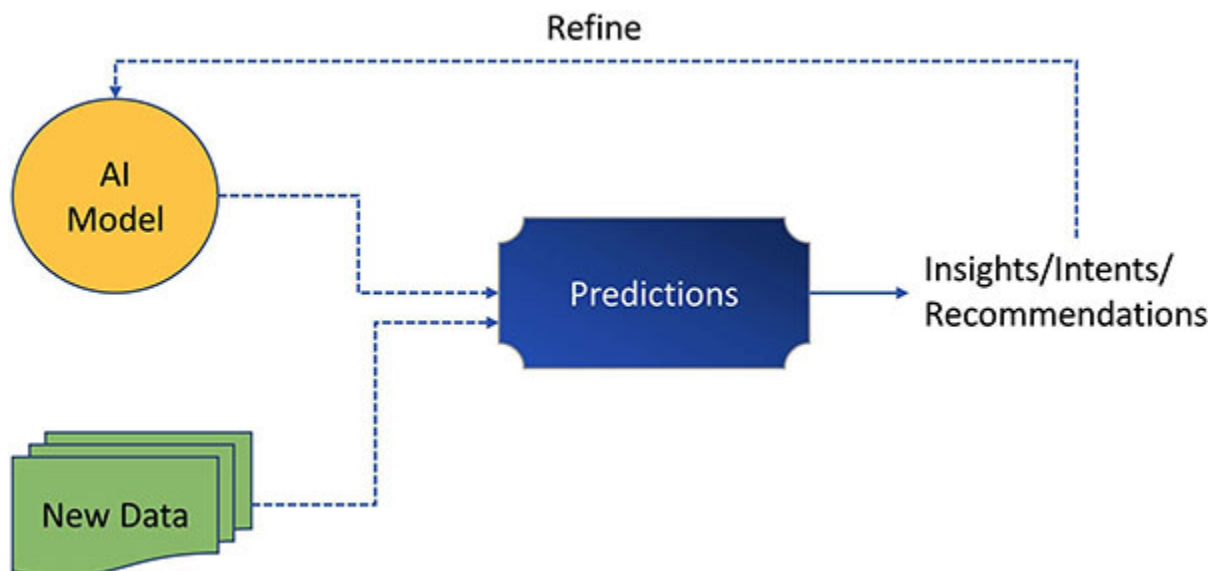 Refine
AI
Model
Predictions
Insights/Intents/
Recommendations
New Data